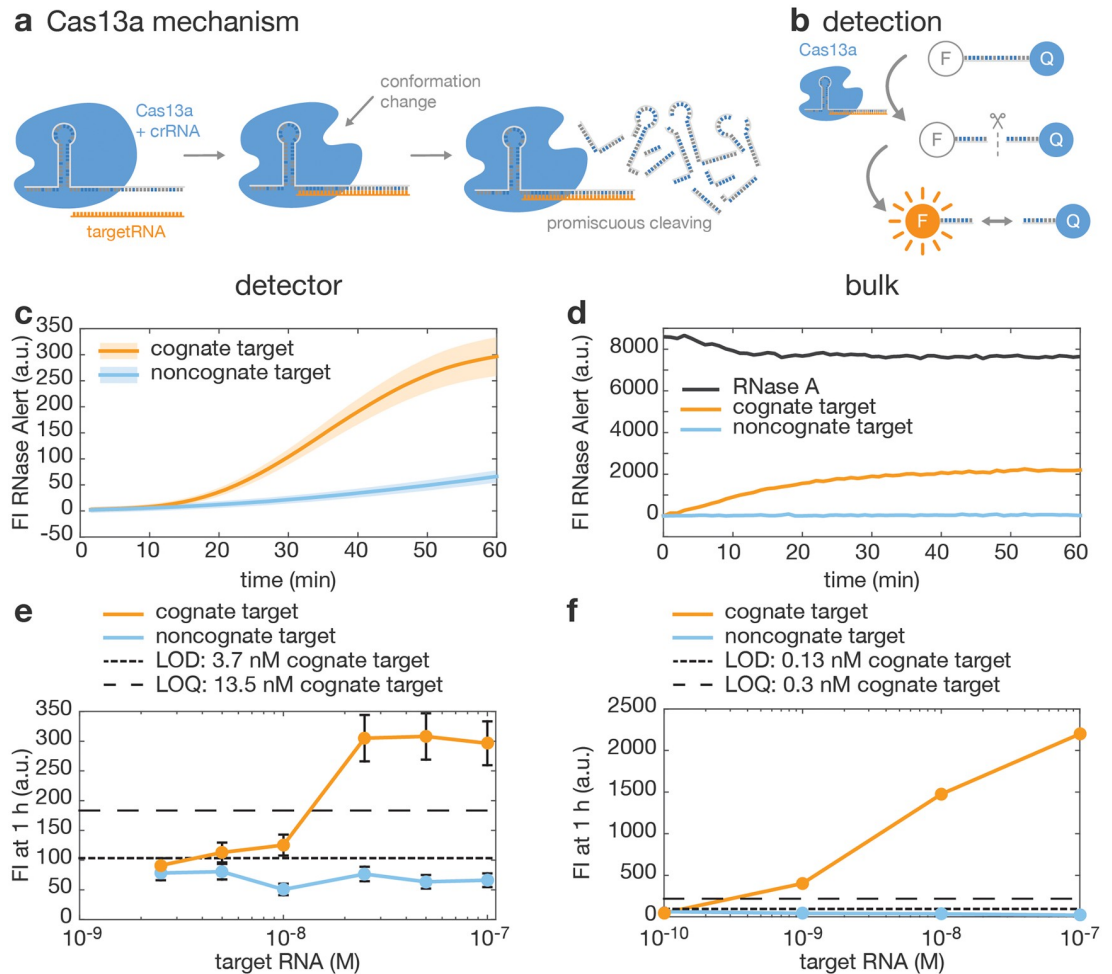 a Cas13a mechanism
Cas13a
+ crRNA
targetRNA
conformation
change
promiscuous cleaving
b detection
Cas13a
F
Q
F
Q
F
Q
detector
c
FI RNase Alert (a.u.)
350
300
250
200
150
100
50
0
-50
cognate target
noncognate target
0 10 20 30 40 50 60
time (min)
bulk
d
FI RNase Alert (a.u.)
8000
6000
4000
2000
0
RNase A
cognate target
noncognate target
0 10 20 30 40 50 60
time (min)
e
cognate target
noncognate target
LOD: 3.7 nM cognate target
LOQ: 13.5 nM cognate target
FI at 1 h (a.u.)
350
300
250
200
150
100
50
0
10⁻⁹ 10⁻⁸ 10⁻⁷
target RNA (M)
f
cognate target
noncognate target
LOD: 0.13 nM cognate target
LOQ: 0.3 nM cognate target
FI at 1 h (a.u.)
2500
2000
1500
1000
500
0
10⁻¹⁰ 10⁻⁹ 10⁻⁸ 10⁻⁷
target RNA (M)